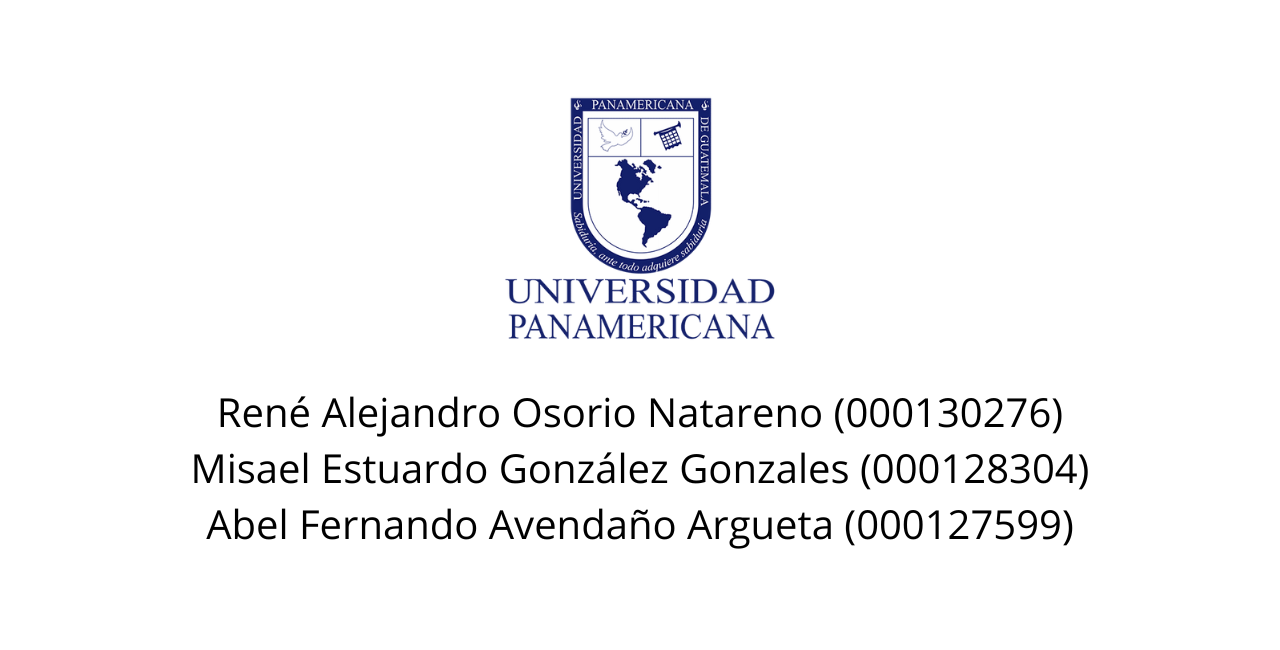 PANAMERICANA
UNIVERSIDAD
DE GUATEMALA
Sabiduría, ante todo adquiere sabiduría
UNIVERSIDAD
PANAMERICANA
René Alejandro Osorio Natareno (000130276)
Misael Estuardo González Gonzales (000128304)
Abel Fernando Avendaño Argueta (000127599)